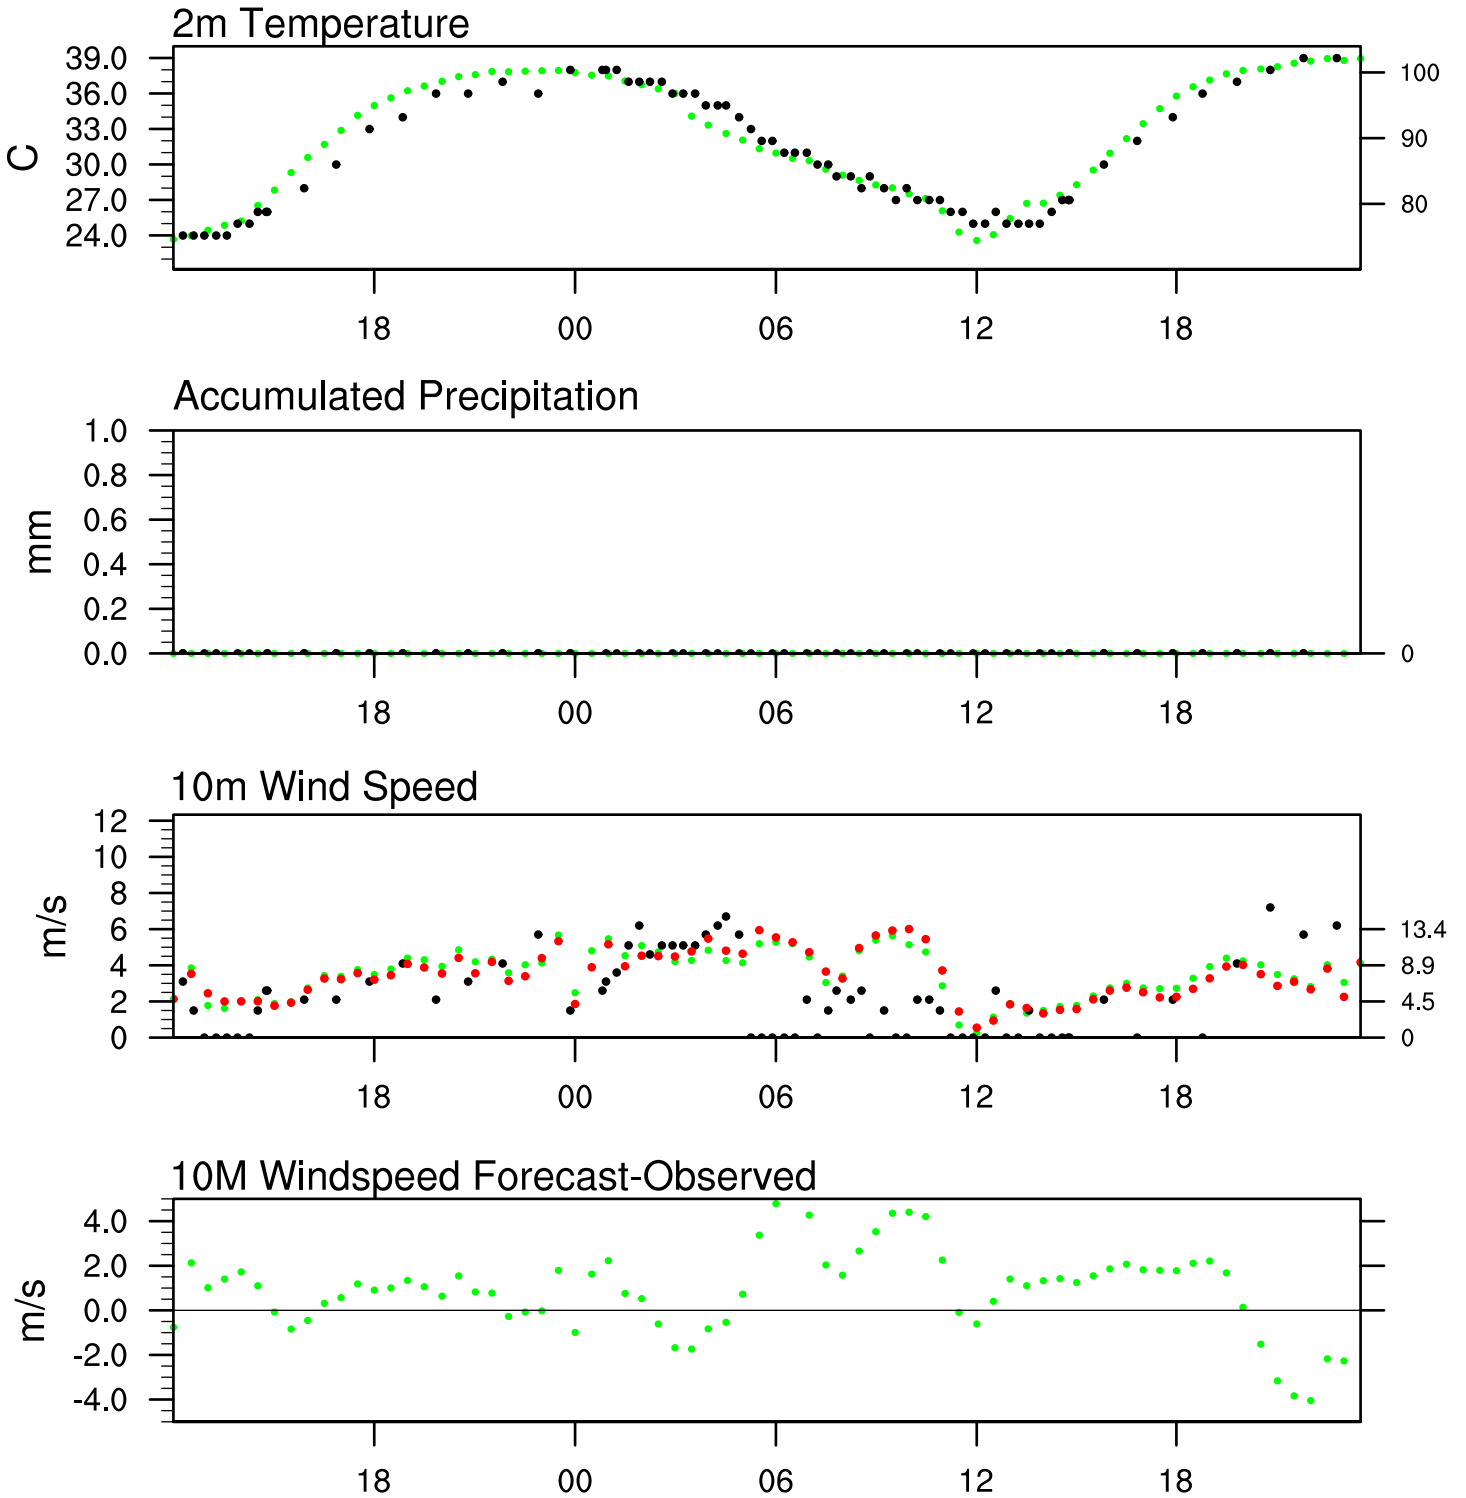 2m Temperature
39.0
36.0
33.0
30.0
27.0
24.0
C
100
90
80
18 00 06 12 18
Accumulated Precipitation
1.0
0.8
0.6
0.4
0.2
0.0
mm
0
18 00 06 12 18
10m Wind Speed
12
10
8
6
4
2
0
m/s
13.4
8.9
4.5
0
18 00 06 12 18
10M Windspeed Forecast-Observed
4.0
2.0
0.0
-2.0
-4.0
m/s
18 00 06 12 18